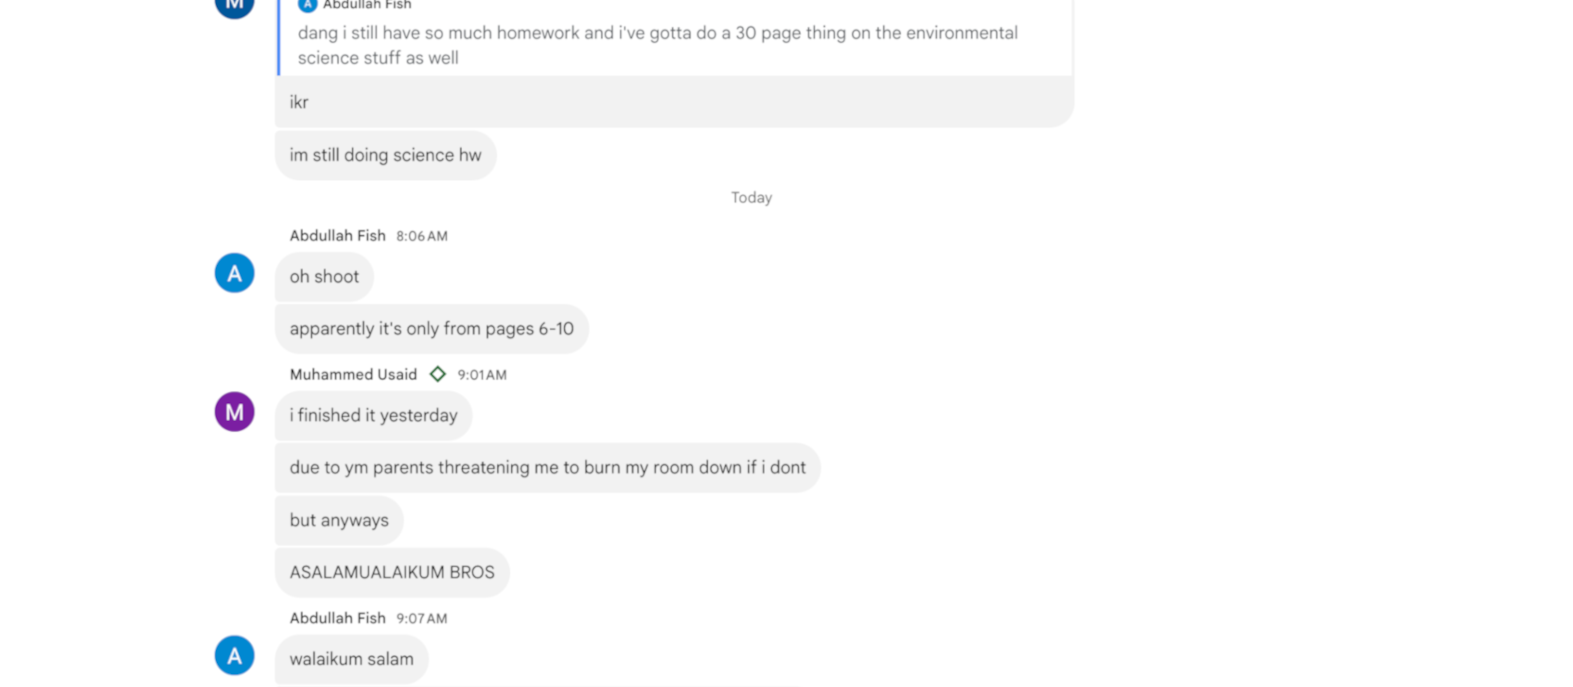 M
A Abdullah Fish
dang i still have so much homework and i've gotta do a 30 page thing on the environmental
science stuff as well
ikr
im still doing science hw
Today
Abdullah Fish 8:06 AM
A
oh shoot
apparently it's only from pages 6-10
Muhammed Usaid 9:01 AM
M
i finished it yesterday
due to ym parents threatening me to burn my room down if i dont
but anyways
ASALAMUALAIKUM BROS
Abdullah Fish 9:07 AM
A
walaikum salam